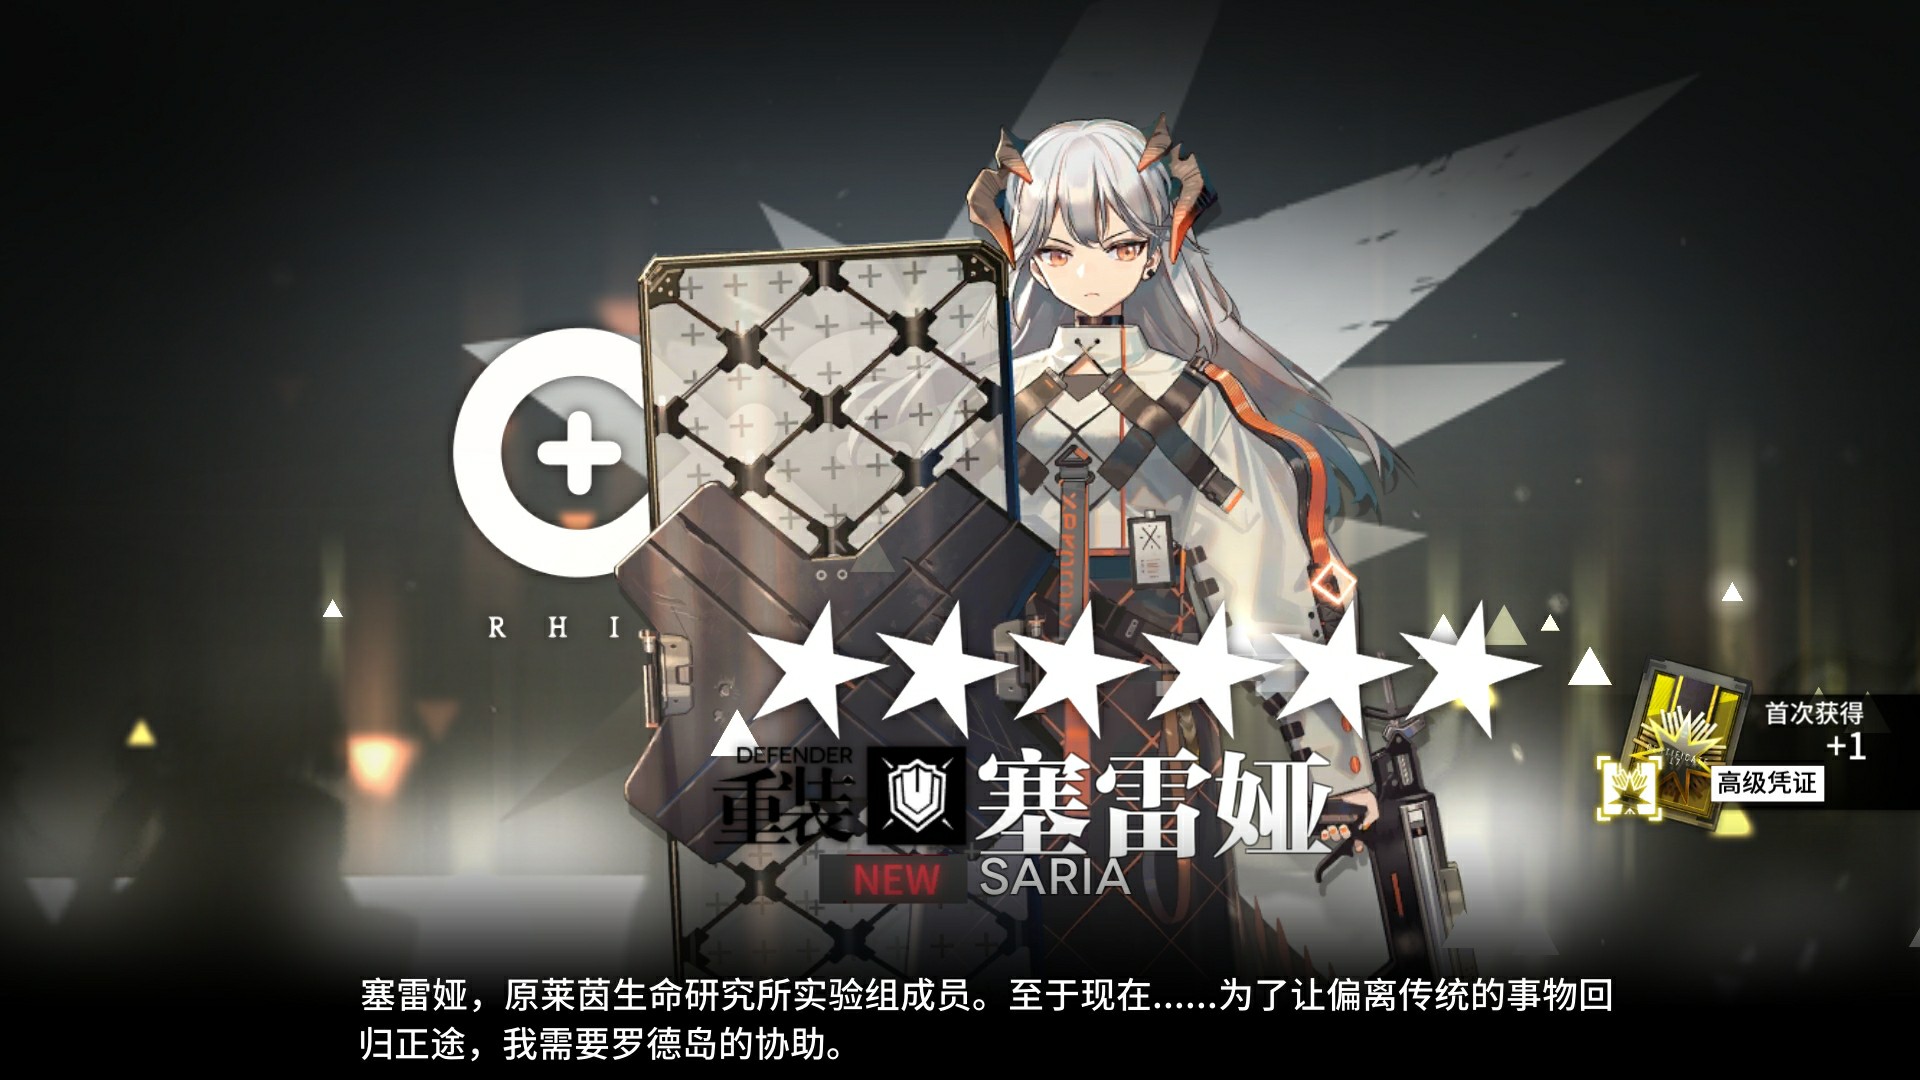 RHI
DEFENDER
重装
塞雷娅
NEW
SARIA
首次获得
+1
高级凭证
塞雷娅，原莱茵生命研究所实验组成员。至于现在......为了让偏离传统的事物回
归正途，我需要罗德岛的协助。